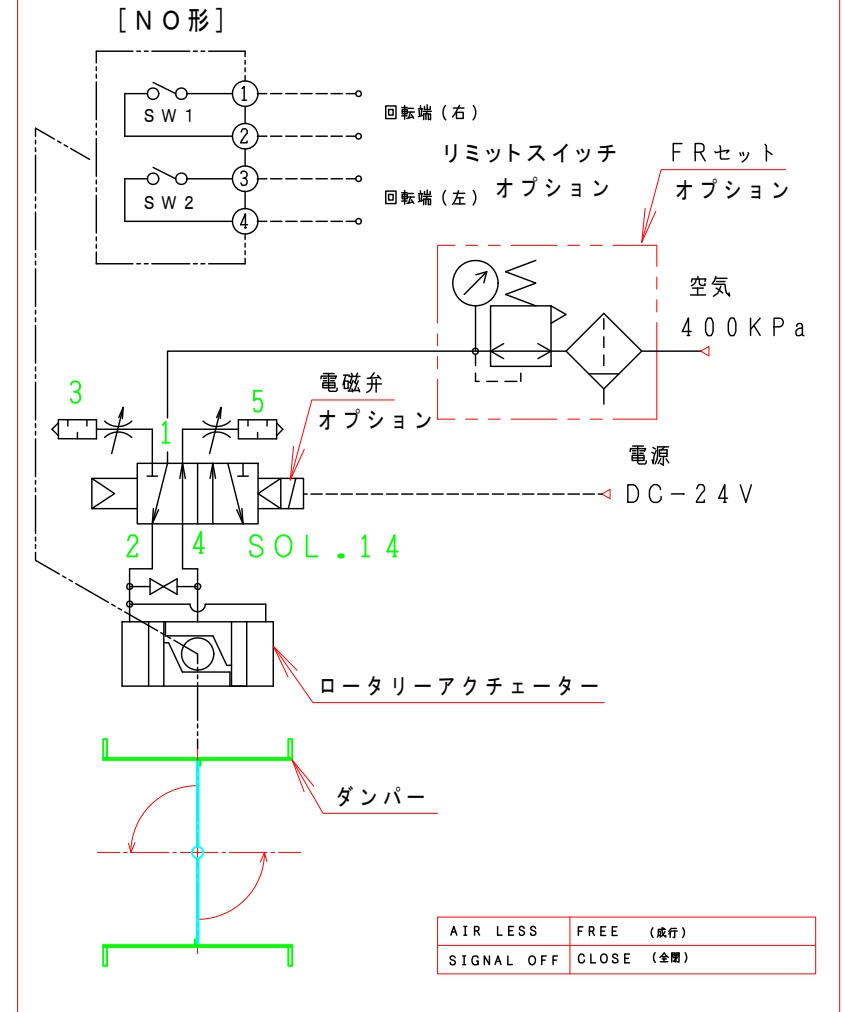 [NO形]
1
SW1
2
回転端(右)
リミットスイッチ
オプション
3
SW2
4
回転端(左)
FRセット
オプション
空気
400KPa
電磁弁
オプション
3
5
1
電源
DC-24V
2
4
SOL.14
ロータリーアクチェーター
ダンパー
AIR LESS FREE (成行)
SIGNAL OFF CLOSE (全閉)